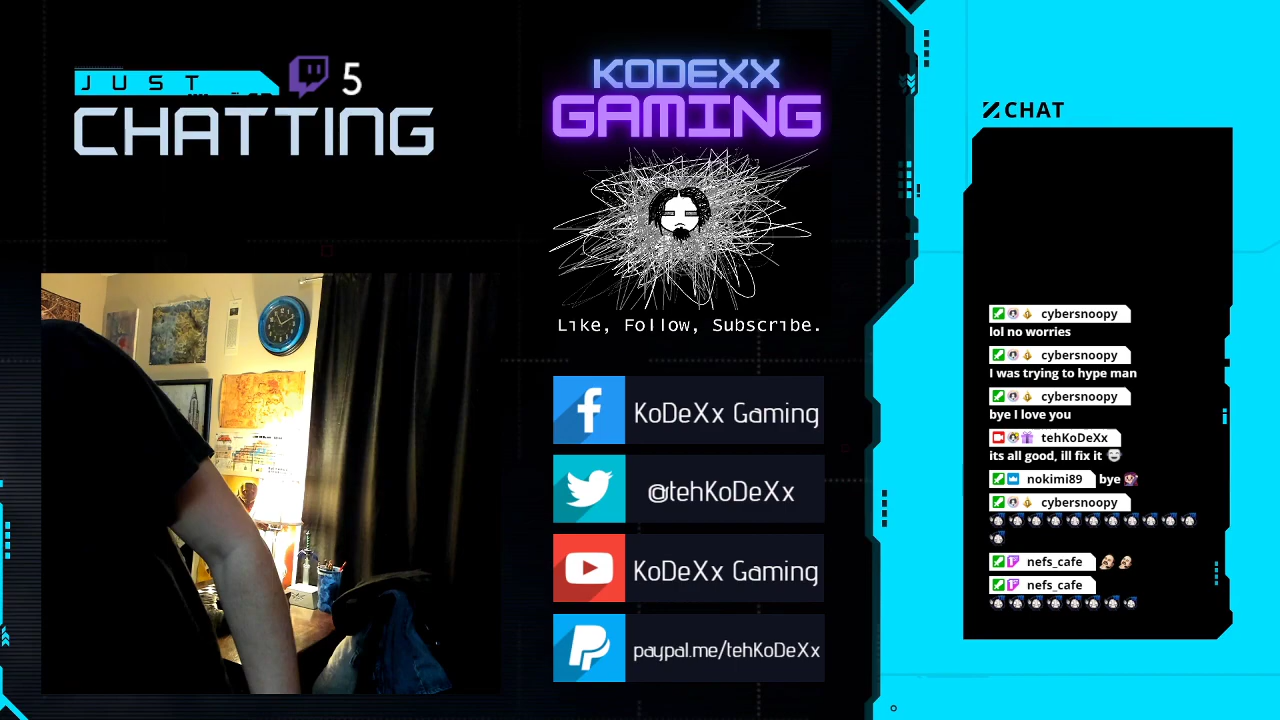 JUST
CHATTING
5
KODEXX
GAMING
Like, Follow, Subscribe.
KoDeXx Gaming
@tehKoDeXx
KoDeXx Gaming
paypal.me/tehKoDeXx
CHAT
cybersnoopy
lol no worries
cybersnoopy
I was trying to hype man
cybersnoopy
bye I love you
tehKoDeXx
its all good, ill fix it
nokimi89 bye
cybersnoopy
nefs_cafe
nefs_cafe